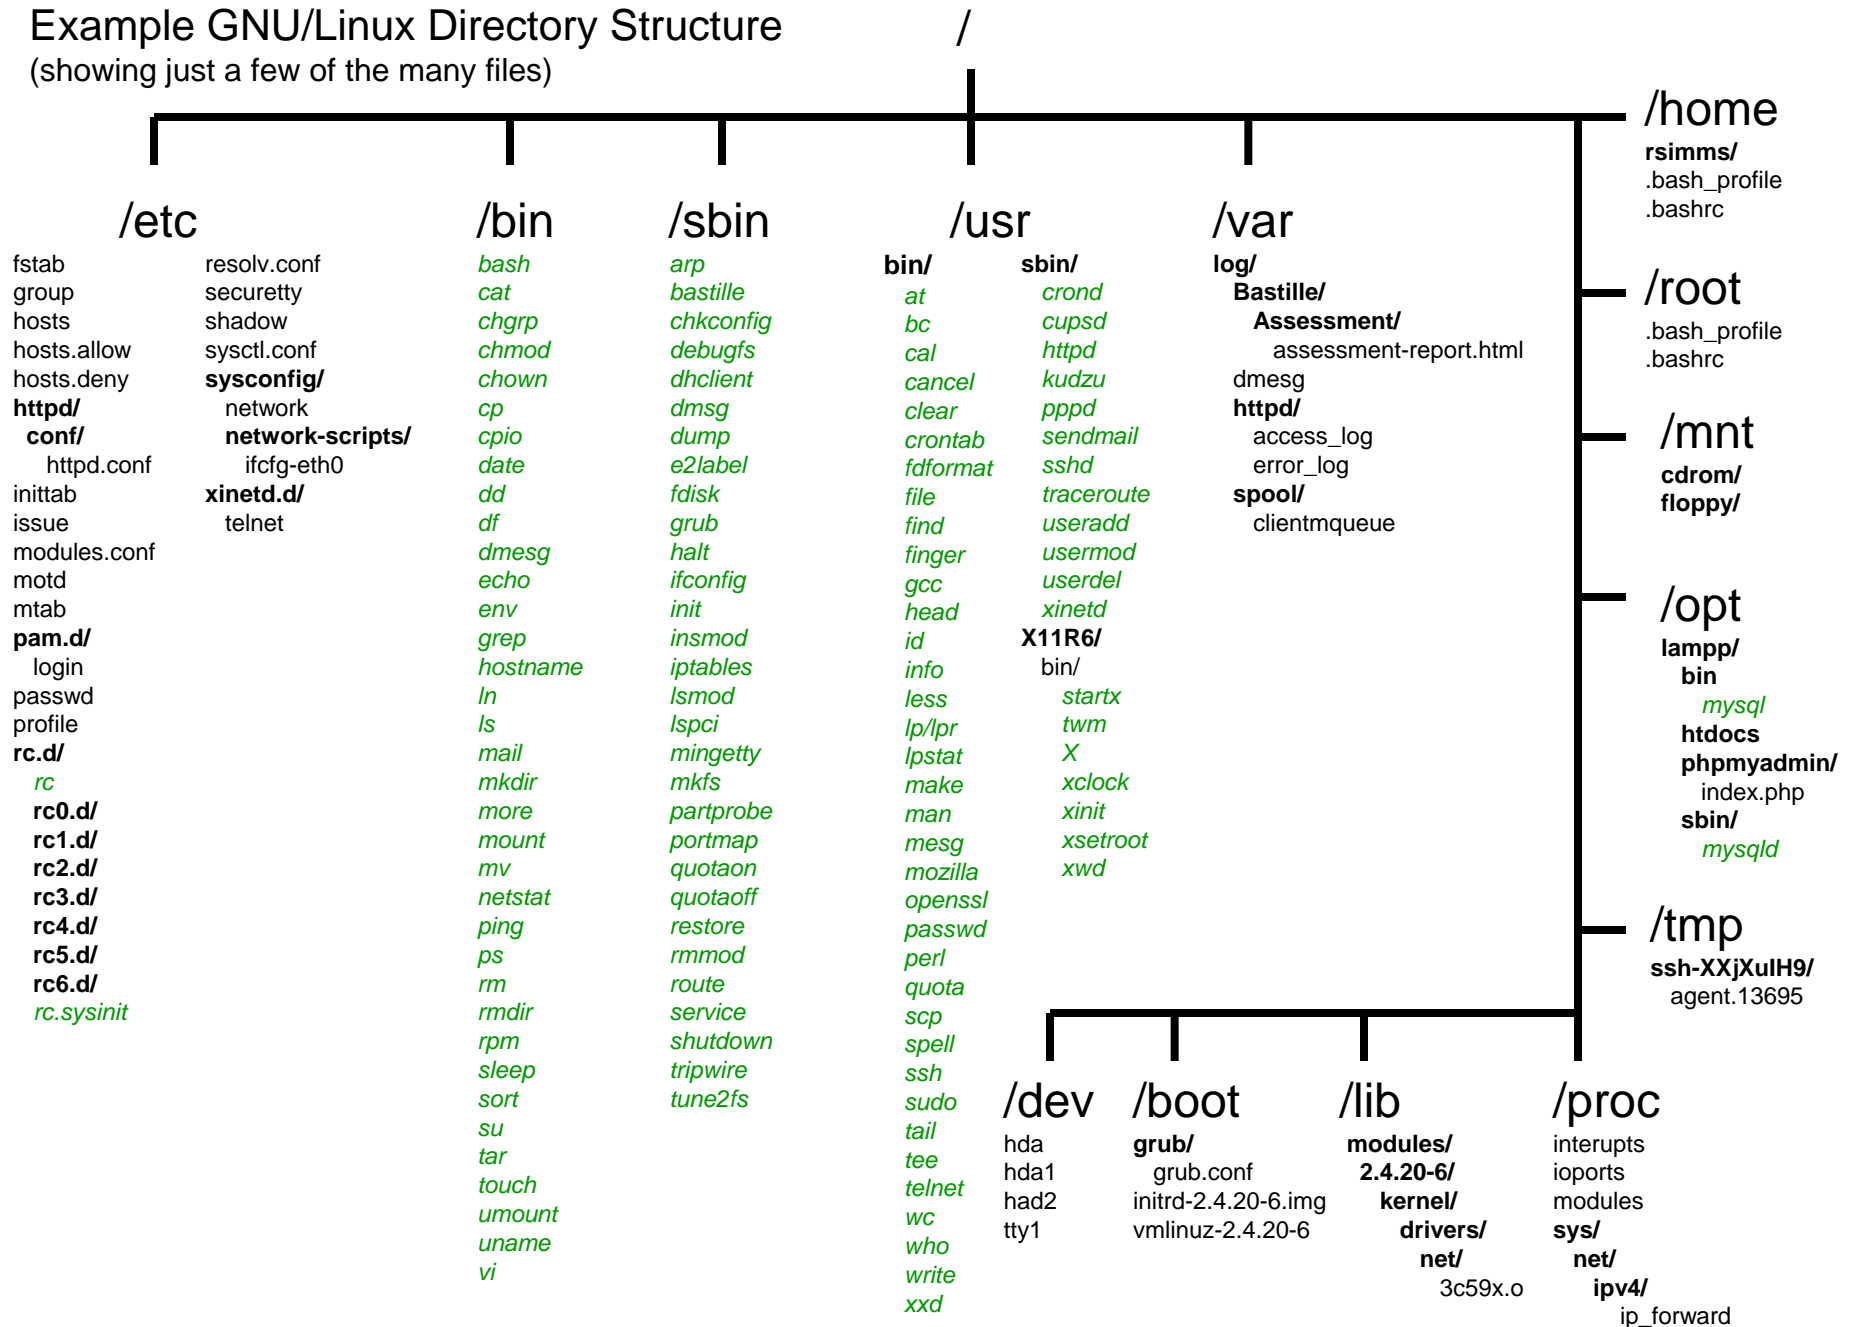 Example GNU/Linux Directory Structure
(showing just a few of the many files)
/
/etc
fstab
group
hosts
hosts.allow
hosts.deny
httpd/
conf/
httpd.conf
inittab
issue
modules.conf
motd
mtab
pam.d/
login
passwd
profile
rc.d/
rc
rc0.d/
rc1.d/
rc2.d/
rc3.d/
rc4.d/
rc5.d/
rc6.d/
rc.sysinit
resolv.conf
securetty
shadow
sysctl.conf
sysconfig/
network
network-scripts/
ifcfg-eth0
xinetd.d/
telnet
/bin
bash
cat
chgrp
chmod
chown
cp
cpio
date
dd
df
dmesg
echo
env
grep
hostname
ln
ls
mail
mkdir
more
mount
mv
netstat
ping
ps
rm
rmdir
rpm
sleep
sort
su
tar
touch
umount
uname
vi
/sbin
arp
bastille
chkconfig
debugfs
dhclient
dmsg
dump
e2label
fdisk
grub
halt
ifconfig
init
insmod
iptables
lsmod
lspci
mingetty
mkfs
partprobe
portmap
quotaon
quotaoff
restore
rmmod
route
service
shutdown
tripwire
tune2fs
/usr
bin/
at
bc
cal
cancel
clear
crontab
fdformat
file
find
finger
gcc
head
id
info
less
lp/lpr
lpstat
make
man
mesg
mozilla
openssl
passwd
perl
quota
scp
spell
ssh
sudo
tail
tee
telnet
wc
who
write
xxd
sbin/
crond
cupsd
httpd
kudzu
pppd
sendmail
sshd
traceroute
useradd
usermod
userdel
xinetd
X11R6/
bin/
startx
twm
X
xclock
xinit
xsetroot
xwd
/var
log/
Bastille/
Assessment/
assessment-report.html
dmesg
httpd/
access_log
error_log
spool/
clientmqueue
/home
rsimms/
.bash_profile
.bashrc
/root
.bash_profile
.bashrc
/mnt
cdrom/
floppy/
/opt
lampp/
bin
mysql
htdocs
phpmyadmin/
index.php
sbin/
mysqld
/tmp
ssh-XXjXuIH9/
agent.13695
/dev
hda
hda1
had2
tty1
/boot
grub/
grub.conf
initrd-2.4.20-6.img
vmlinuz-2.4.20-6
/lib
modules/
2.4.20-6/
kernel/
drivers/
net/
3c59x.o
/proc
interupts
ioports
modules
sys/
net/
ipv4/
ip_forward